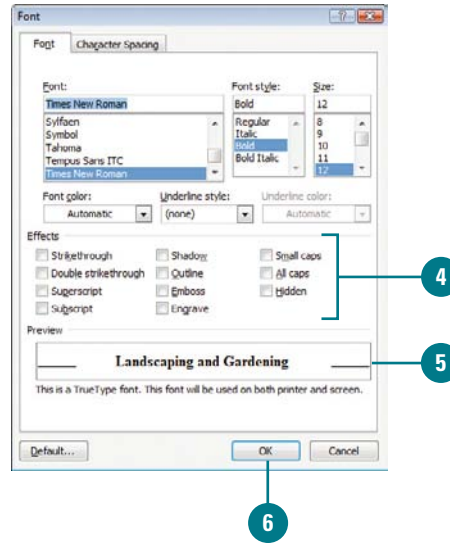 Font
Font Character Spacing
Font: Font style: Size:
Times New Roman Bold 12
Sylfaen Regular 8
Symbol Italic 9
Tahoma Bold 10
Tempus Sans ITC Bold Italic 11
Times New Roman 12
Font color: Underline style: Underline color:
Automatic (none) Automatic
Effects
Strikethrough Shadow Small caps
Double strikethrough Outline All caps
Superscript Emboss Hidden
Subscript Engrave
4
Preview
Landscaping and Gardening
5
This is a TrueType font. This font will be used on both printer and screen.
Default... OK Cancel
6